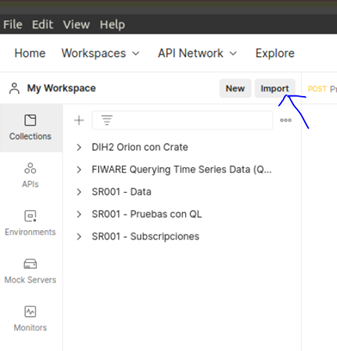 File Edit View Help
Home Workspaces API Network Explore
My Workspace New Import POST
Collections
DIH2 Orion con Crate
APIs
FIWARE Querying Time Series Data (Q...
SR001 - Data
Environments
SR001 - Pruebas con QL
SR001 - Subscripciones
Mock Servers
Monitors